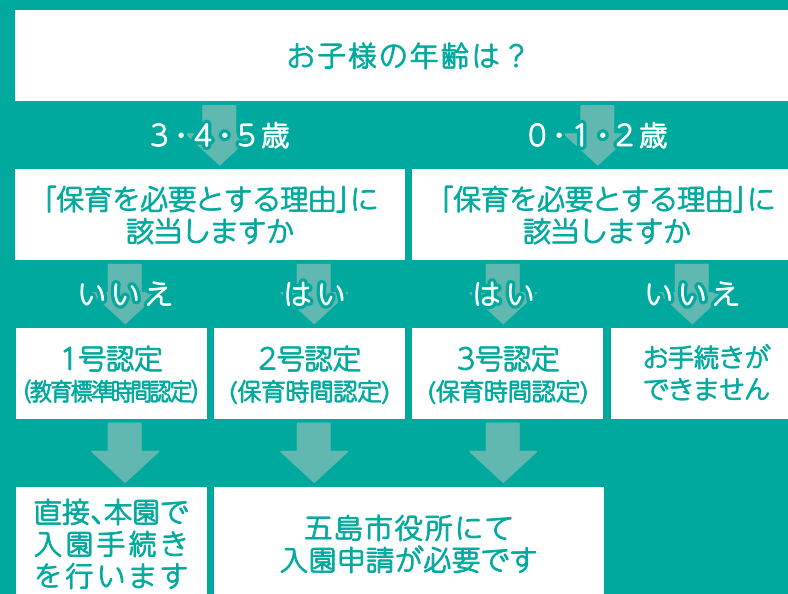 お子様の年齢は？
3・4・5歳
0・1・2歳
「保育を必要とする理由」に
該当しますか
「保育を必要とする理由」に
該当しますか
いいえ
はい
はい
いいえ
1号認定
(教育標準時間認定)
2号認定
(保育時間認定)
3号認定
(保育時間認定)
お手続きが
できません
直接、本園で
入園手続き
を行います
五島市役所にて
入園申請が必要です